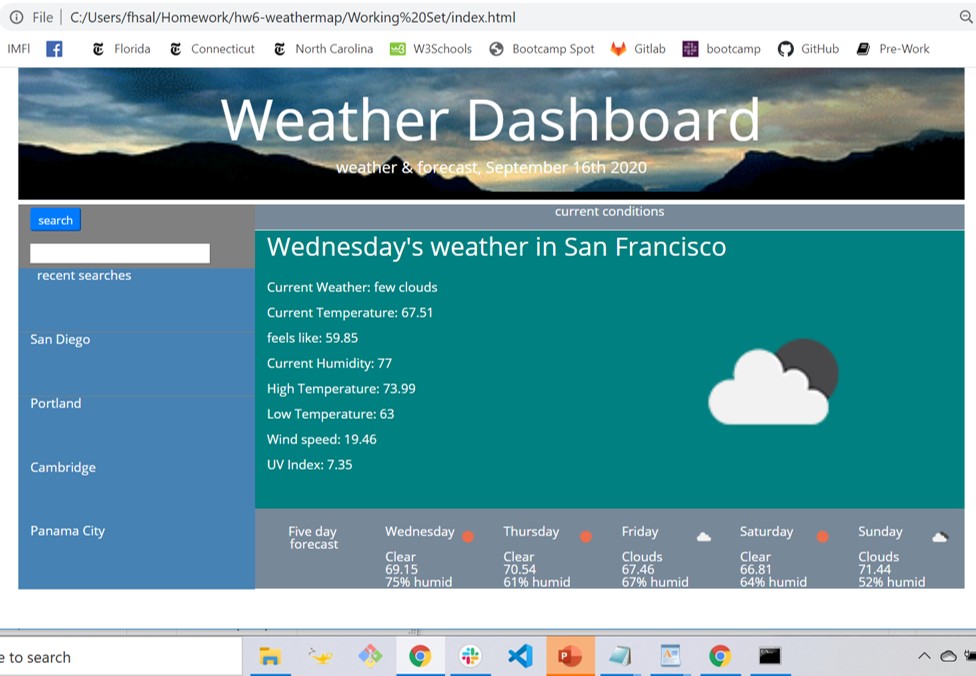 File | C:/Users/fhsal/Homework/hw6-weathermap/Working%20Set/index.html
IMFI Florida Connecticut North Carolina W3Schools Bootcamp Spot Gitlab bootcamp GitHub Pre-Work
Weather Dashboard
weather & forecast, September 16th 2020
search
current conditions
recent searches
San Diego
Portland
Cambridge
Panama City
Wednesday's weather in San Francisco
Current Weather: few clouds
Current Temperature: 67.51
feels like: 59.85
Current Humidity: 77
High Temperature: 73.99
Low Temperature: 63
Wind speed: 19.46
UV Index: 7.35
Five day
forecast
Wednesday
Clear
69.15
75% humid
Thursday
Clear
70.54
61% humid
Friday
Clouds
67.46
67% humid
Saturday
Clear
66.81
64% humid
Sunday
Clouds
71.44
52% humid
e to search